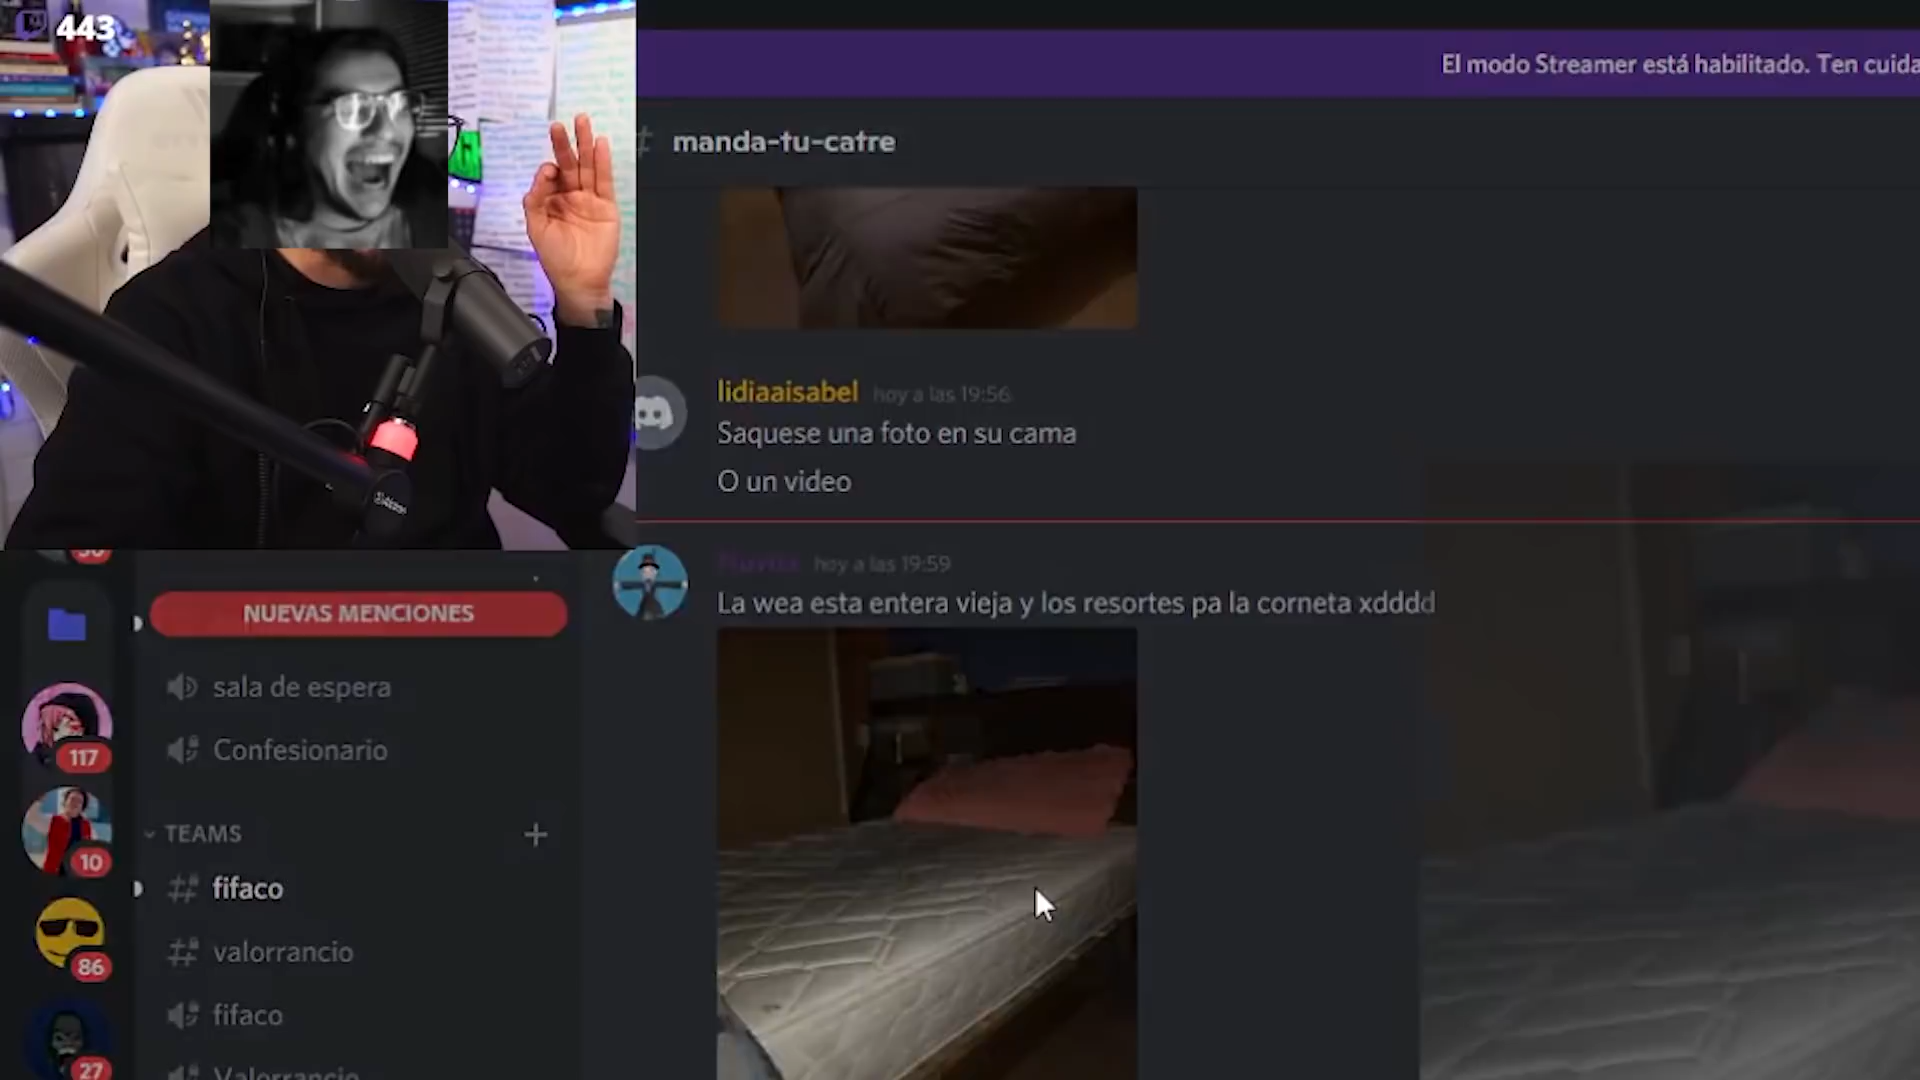 443
El modo Streamer está habilitado. Ten cuida
# manda-tu-catre
lidiaaisabel hoy a las 19:56
Saquese una foto en su cama
O un video
hoy a las 19:59
La wea esta entera vieja y los resortes pa la corneta xdddd
NUEVAS MENCIONES
sala de espera
Confesionario
TEAMS
fifaco
valorrancio
fifaco
Valorrancio
117
10
86
27